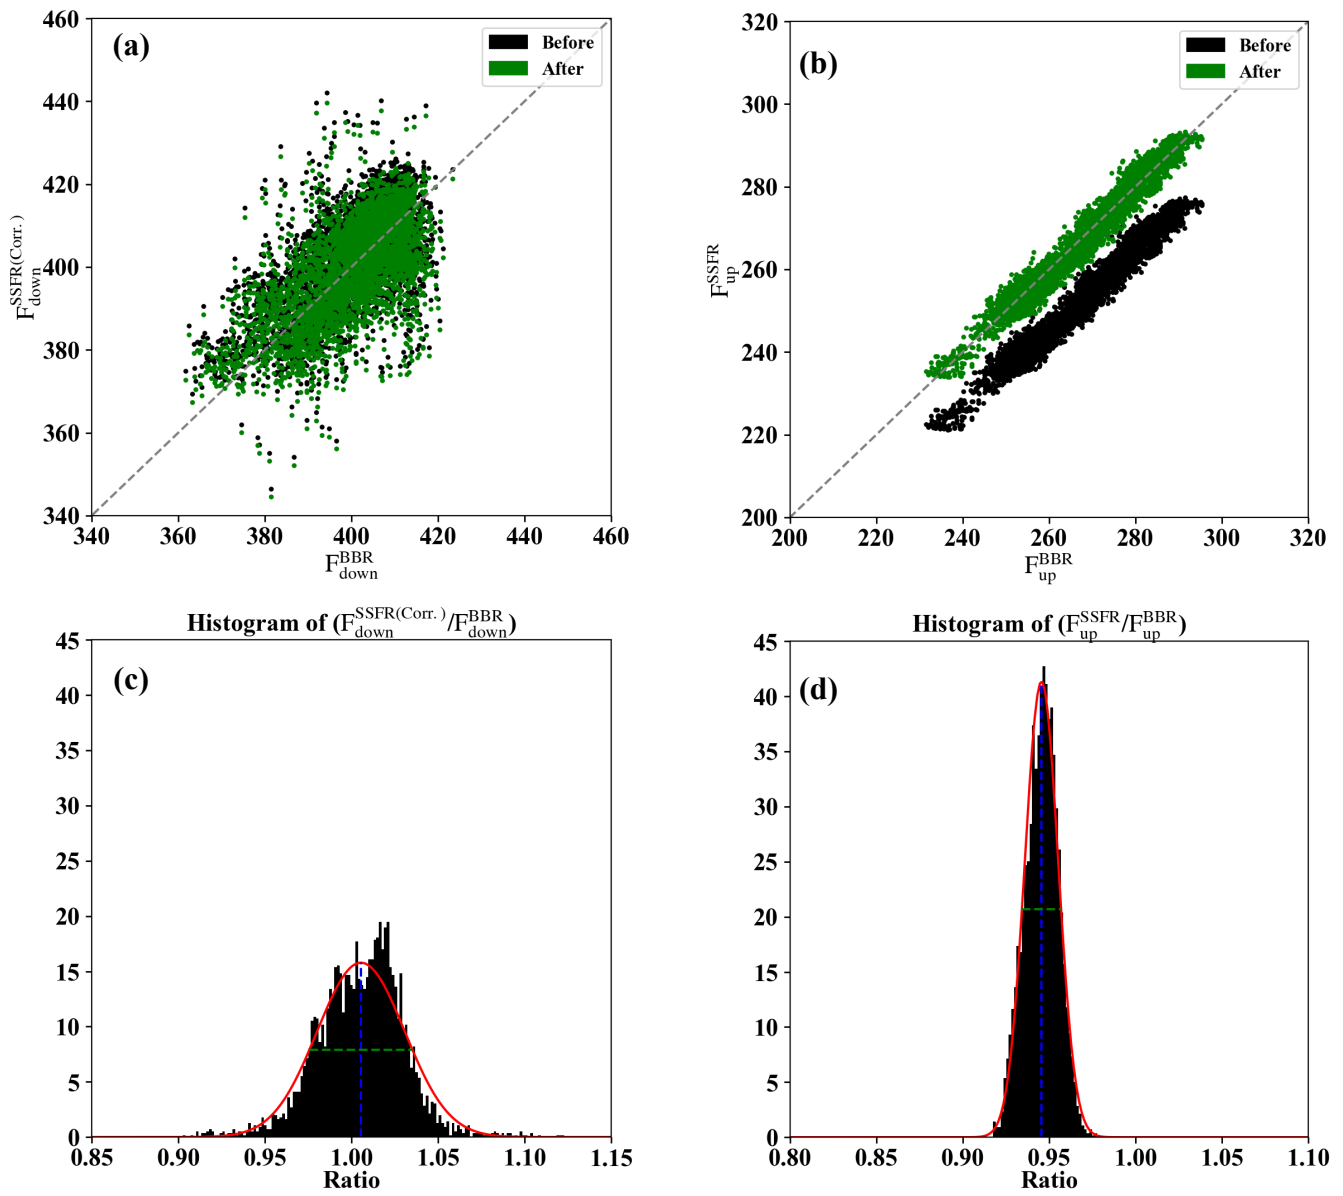 (a)
Before
After
460
440
420
400
380
360
340
340 360 380 400 420 440 460
F_down^SSFR(Corr.)
F_down^BBR
(b)
Before
After
320
300
280
260
240
220
200
200 220 240 260 280 300 320
F_up^SSFR
F_up^BBR
Histogram of (F_down^SSFR(Corr.)/F_down^BBR)
(c)
45
40
35
30
25
20
15
10
5
0
0.85 0.90 0.95 1.00 1.05 1.10 1.15
Ratio
Histogram of (F_up^SSFR/F_up^BBR)
(d)
45
40
35
30
25
20
15
10
5
0
0.80 0.85 0.90 0.95 1.00 1.05 1.10
Ratio